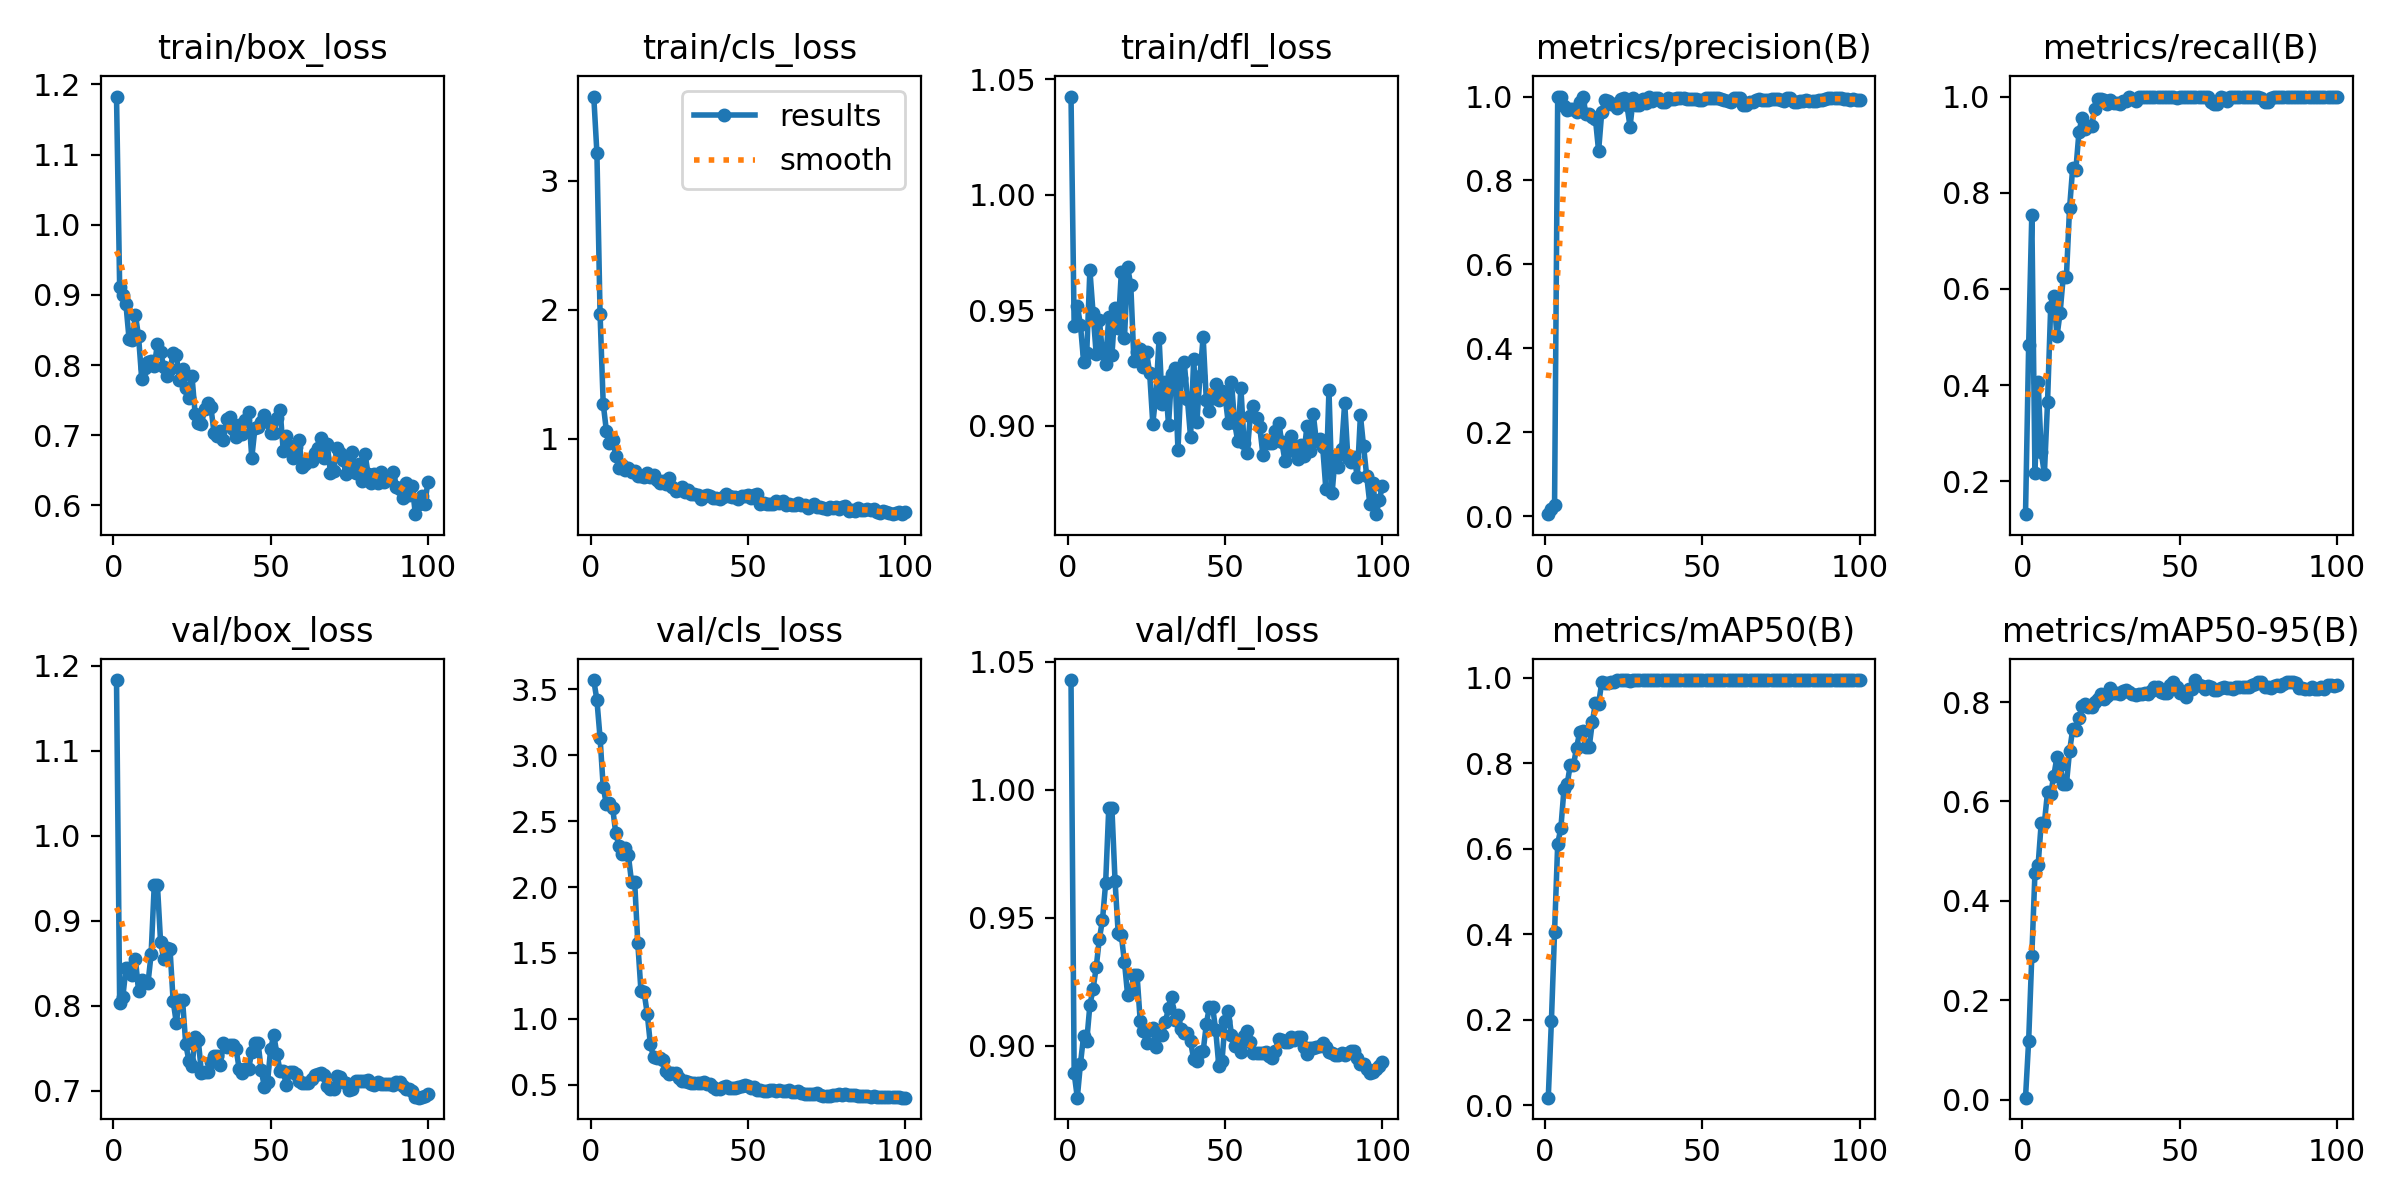 train/box_loss
1.2
1.1
1.0
0.9
0.8
0.7
0.6
0 50 100
train/cls_loss
results
smooth
3
2
1
0 50 100
train/dfl_loss
1.05
1.00
0.95
0.90
0 50 100
metrics/precision(B)
1.0
0.8
0.6
0.4
0.2
0.0
0 50 100
metrics/recall(B)
1.0
0.8
0.6
0.4
0.2
0 50 100
val/box_loss
1.2
1.1
1.0
0.9
0.8
0.7
0 50 100
val/cls_loss
3.5
3.0
2.5
2.0
1.5
1.0
0.5
0 50 100
val/dfl_loss
1.05
1.00
0.95
0.90
0 50 100
metrics/mAP50(B)
1.0
0.8
0.6
0.4
0.2
0.0
0 50 100
metrics/mAP50-95(B)
0.8
0.6
0.4
0.2
0.0
0 50 100